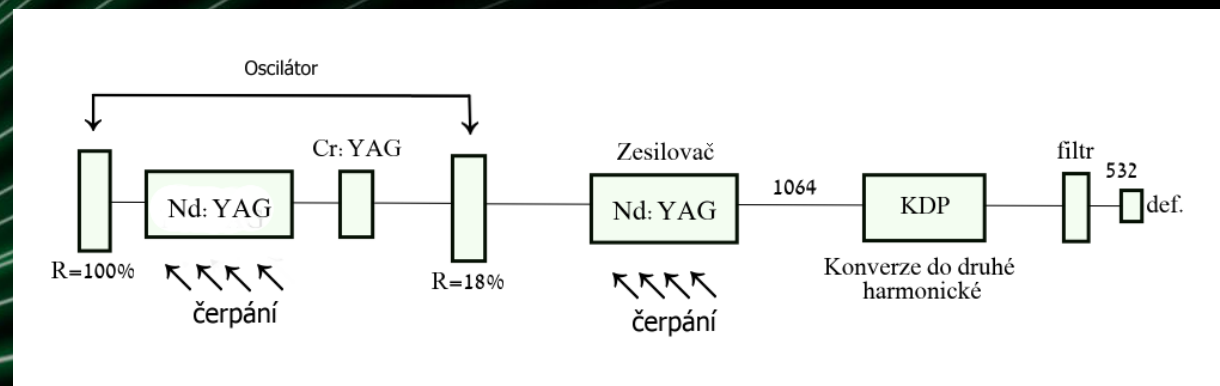 Oscilátor
Cr: YAG
Nd: YAG
R=100%
čerpání
R=18%
Zesilovač
Nd: YAG
čerpání
1064
KDP
Konverze do druhé
harmonické
filtr
532
def.